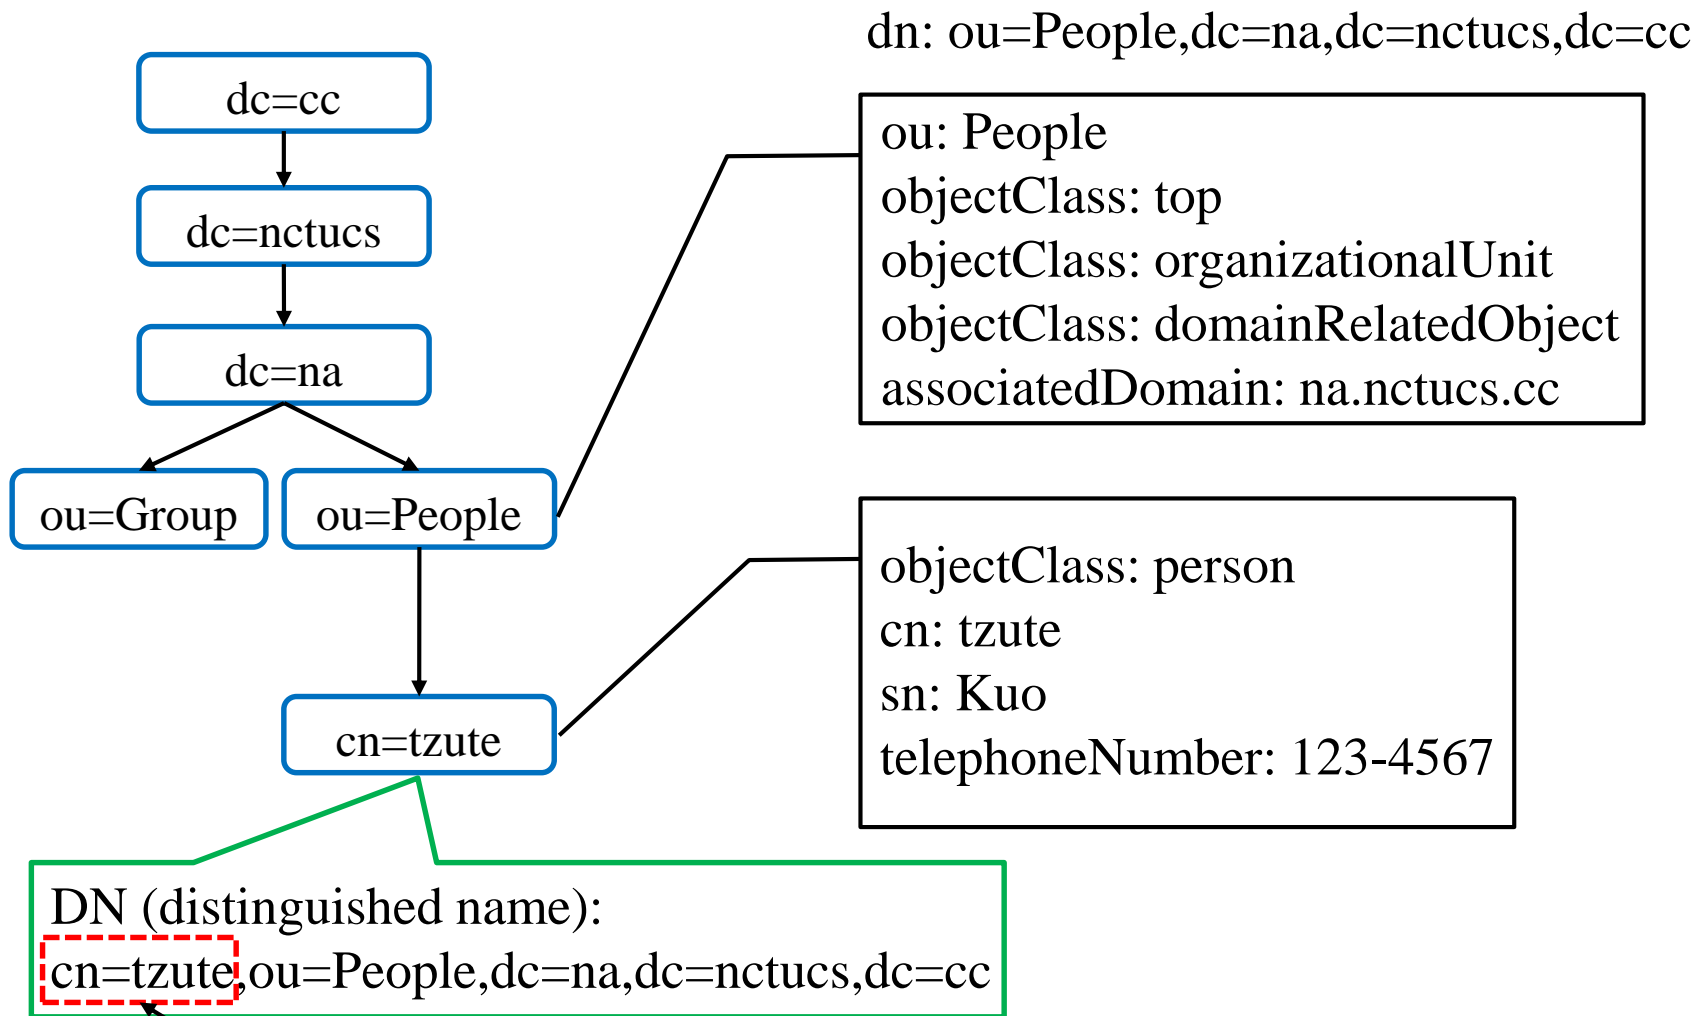 dn: ou=People,dc=na,dc=nctucs,dc=cc
dc=cc
dc=nctucs
dc=na
ou=Group
ou=People
cn=tzute
ou: People
objectClass: top
objectClass: organizationalUnit
objectClass: domainRelatedObject
associatedDomain: na.nctucs.cc
objectClass: person
cn: tzute
sn: Kuo
telephoneNumber: 123-4567
DN (distinguished name):
cn=tzute,ou=People,dc=na,dc=nctucs,dc=cc